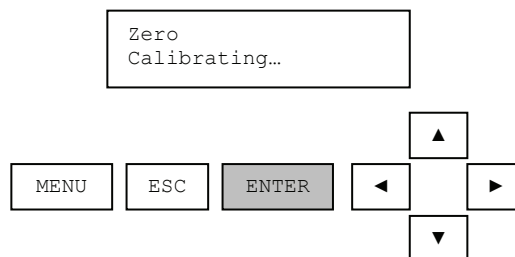 Zero
Calibrating…
▲
MENU ESC ENTER ◄ ►
▼